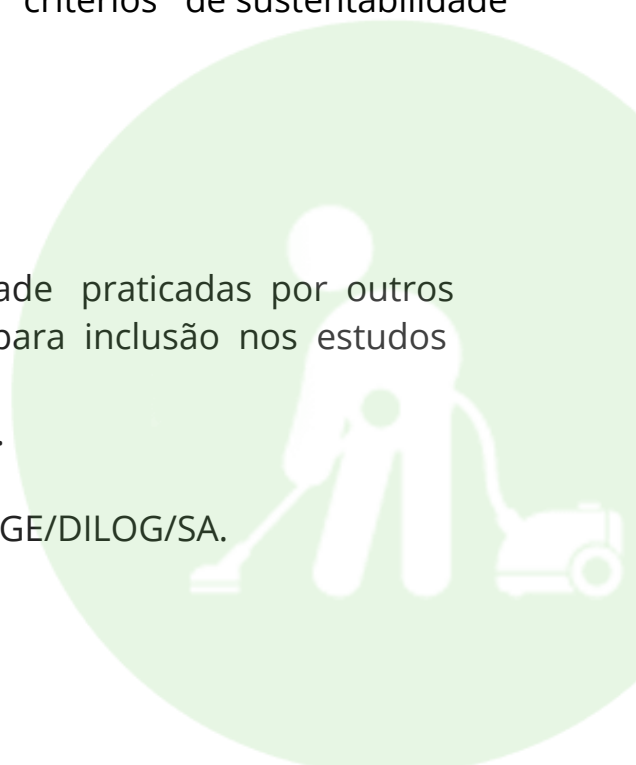 critérios de sustentabilidade
ade praticadas por outros
para inclusão nos estudos
.
GE/DILOG/SA.